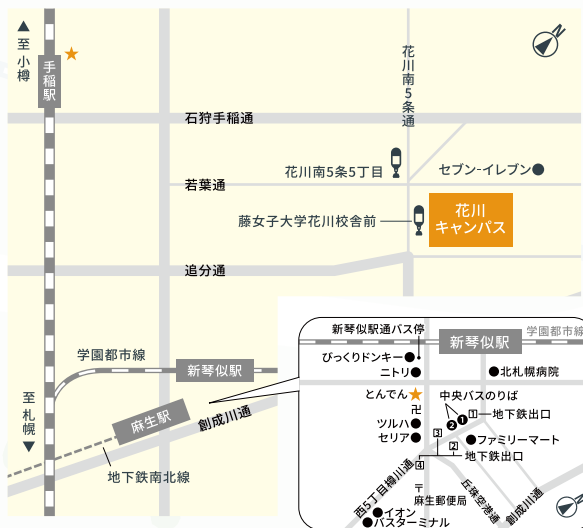 ▲
至
小
樽
手
稲
駅
★
N
花川南5条通
石狩手稲通
花川南5条5丁目
セブン-イレブン
若葉通
藤女子大学花川校舎前
花川
キャンパス
追分通
学園都市線
新琴似駅
至
札
幌
▼
麻生駅
創成川通
地下鉄南北線
新琴似駅通バス停
新琴似駅
学園都市線
びっくりドンキー
ニトリ
北札幌病院
とんでん★
中央バスのりば
卍
1
2
1
地下鉄出口
ツルハ
セリア
3
2
ファミリーマート
地下鉄出口
4
西5丁目樽川通
〒
麻生郵便局
丘珠空港通
創成川通
イオン
バスターミナル
N